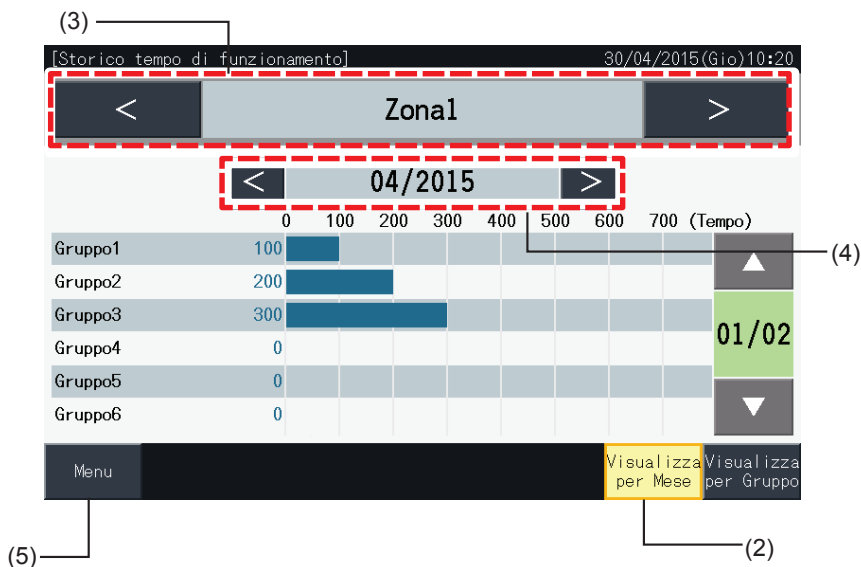 (3)
[Storico tempo di funzionamento] 30/04/2015(Gio)10:20
< Zona1 >
< 04/2015 >
0 100 200 300 400 500 600 700 (Tempo)
(4)
Gruppo1 100
Gruppo2 200
Gruppo3 300
Gruppo4 0
Gruppo5 0
Gruppo6 0
01/02
Menu
Visualizza per Mese
Visualizza per Gruppo
(5)
(2)